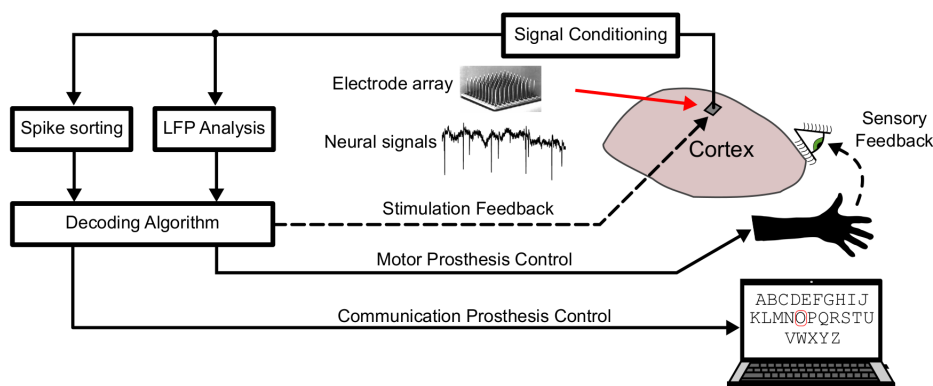 Signal Conditioning
Electrode array
Spike sorting
LFP Analysis
Neural signals
Cortex
Sensory
Feedback
Decoding Algorithm
Stimulation Feedback
Motor Prosthesis Control
Communication Prosthesis Control
ABCDEFGHIJ
KLMNOPQRSTU
VWXYZ